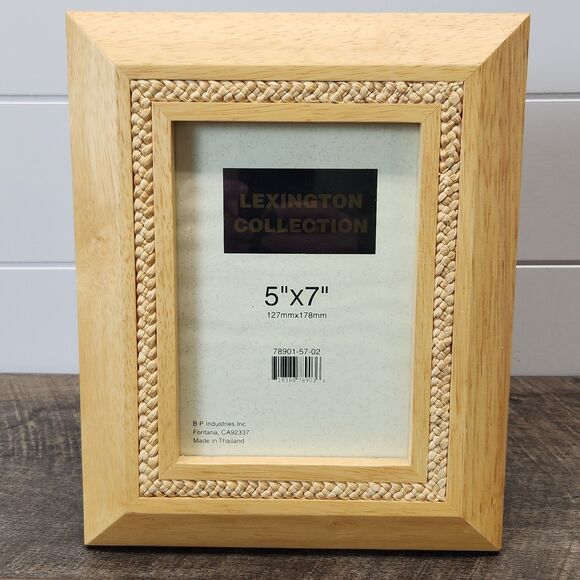 LEXINGTON
COLLECTION
5"x7"
127mmx178mm
78901-57-02
B P Industries Inc
Fontana, CA92337
Made in Thailand